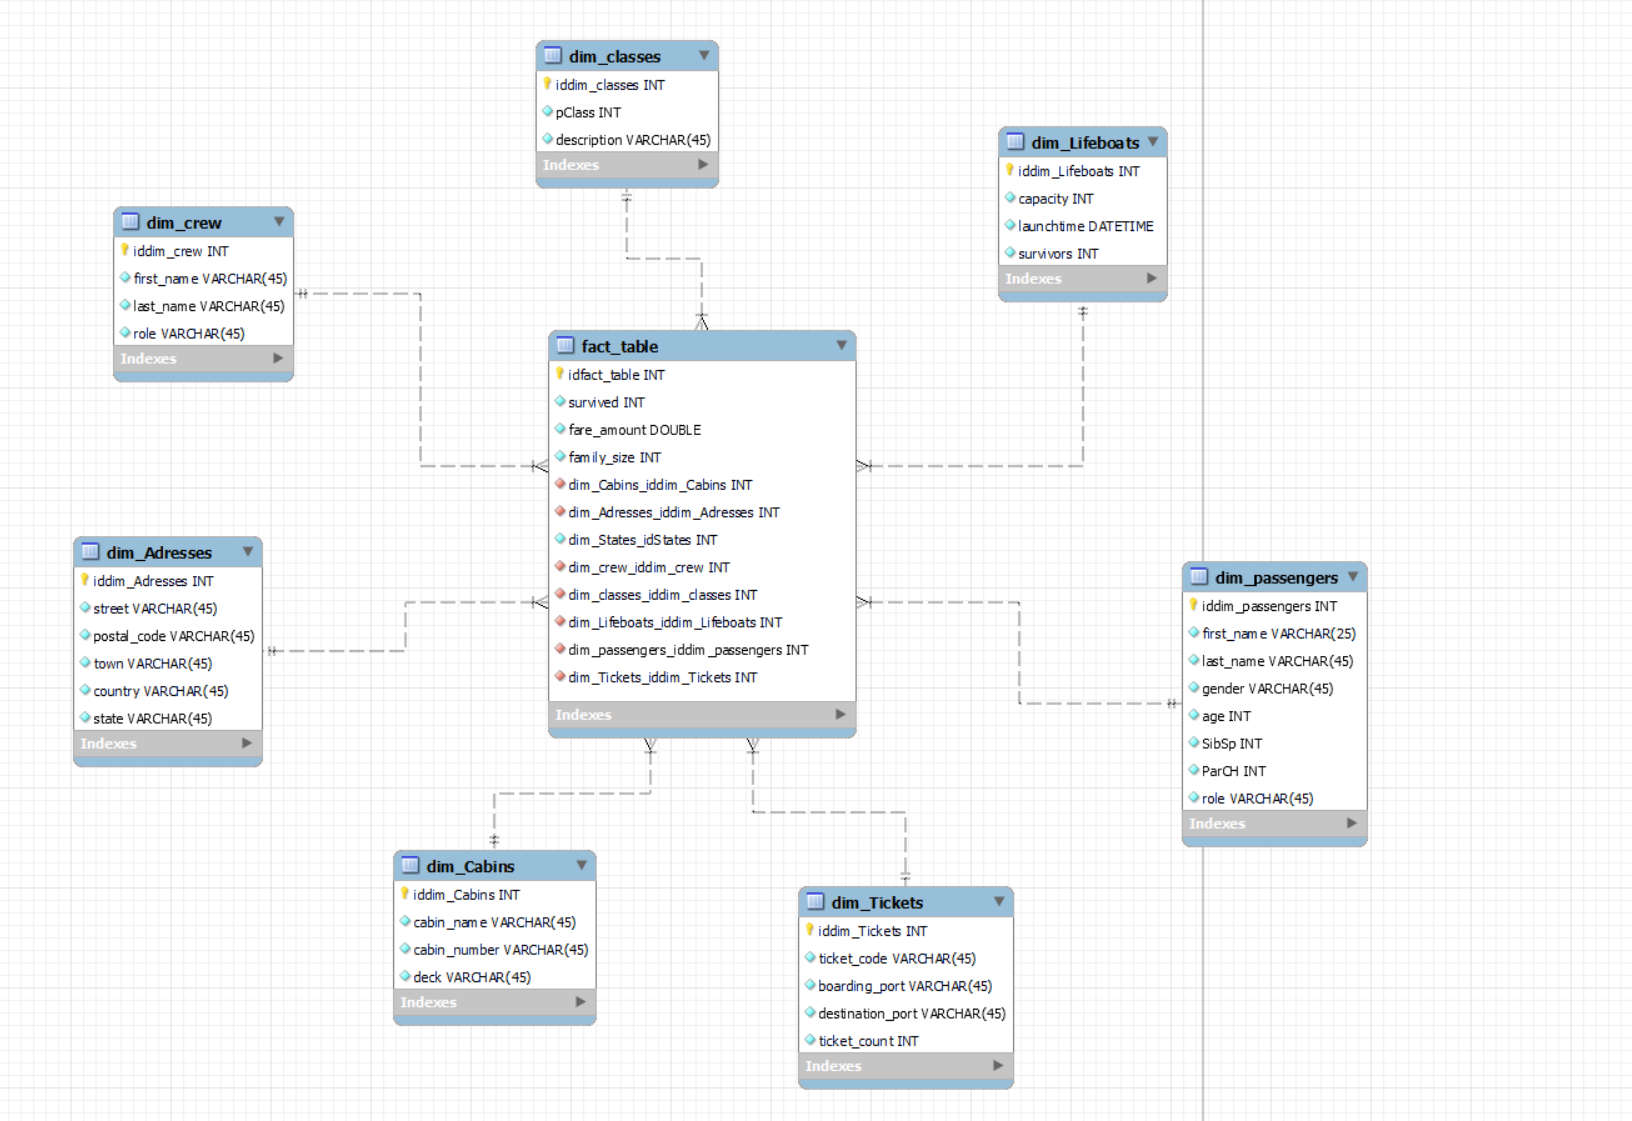 dim_classes
iddim_classes INT
pClass INT
description VARCHAR(45)
Indexes
dim_Lifeboats
iddim_Lifeboats INT
capacity INT
launchtime DATETIME
survivors INT
Indexes
dim_crew
iddim_crew INT
first_name VARCHAR(45)
last_name VARCHAR(45)
role VARCHAR(45)
Indexes
fact_table
idfact_table INT
survived INT
fare_amount DOUBLE
family_size INT
dim_Cabins_iddim_Cabins INT
dim_Adresses_iddim_Adresses INT
dim_States_idStates INT
dim_crew_iddim_crew INT
dim_classes_iddim_classes INT
dim_Lifeboats_iddim_Lifeboats INT
dim_passengers_iddim_passengers INT
dim_Tickets_iddim_Tickets INT
Indexes
dim_Adresses
iddim_Adresses INT
street VARCHAR(45)
postal_code VARCHAR(45)
town VARCHAR(45)
country VARCHAR(45)
state VARCHAR(45)
Indexes
dim_passengers
iddim_passengers INT
first_name VARCHAR(25)
last_name VARCHAR(45)
gender VARCHAR(45)
age INT
SibSp INT
ParCH INT
role VARCHAR(45)
Indexes
dim_Cabins
iddim_Cabins INT
cabin_name VARCHAR(45)
cabin_number VARCHAR(45)
deck VARCHAR(45)
Indexes
dim_Tickets
iddim_Tickets INT
ticket_code VARCHAR(45)
boarding_port VARCHAR(45)
destination_port VARCHAR(45)
ticket_count INT
Indexes